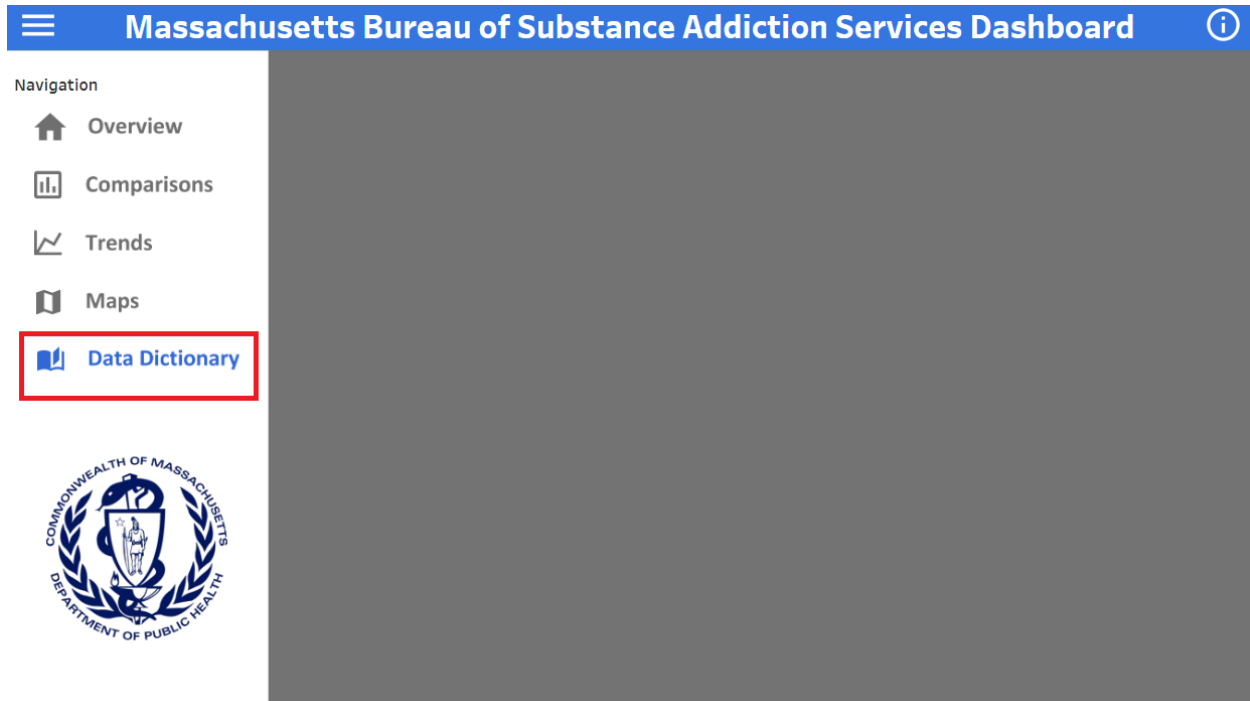 Massachusetts Bureau of Substance Addiction Services Dashboard
Navigation
Overview
Comparisons
Trends
Maps
Data Dictionary
COMMONWEALTH OF MASSACHUSETTS
DEPARTMENT OF PUBLIC HEALTH